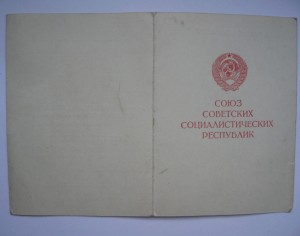 СОЮЗ
СОВЕТСКИХ
СОЦИАЛИСТИЧЕСКИХ
РЕСПУБЛИК